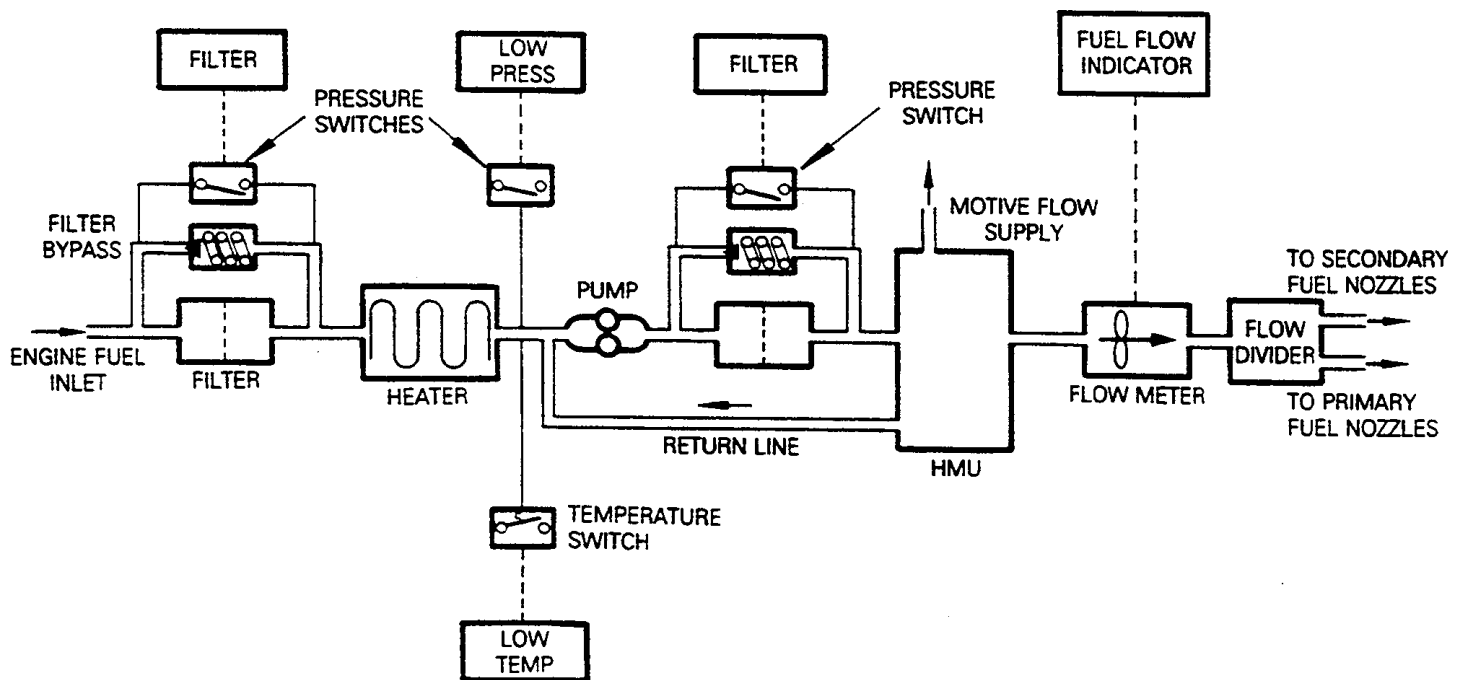 FILTER
LOW
PRESS
FILTER
FUEL FLOW
INDICATOR
PRESSURE
SWITCHES
PRESSURE
SWITCH
FILTER
BYPASS
MOTIVE FLOW
SUPPLY
TO SECONDARY
FUEL NOZZLES
PUMP
ENGINE FUEL
INLET
FILTER
HEATER
FLOW
DIVIDER
FLOW METER
TO PRIMARY
FUEL NOZZLES
RETURN LINE
HMU
TEMPERATURE
SWITCH
LOW
TEMP